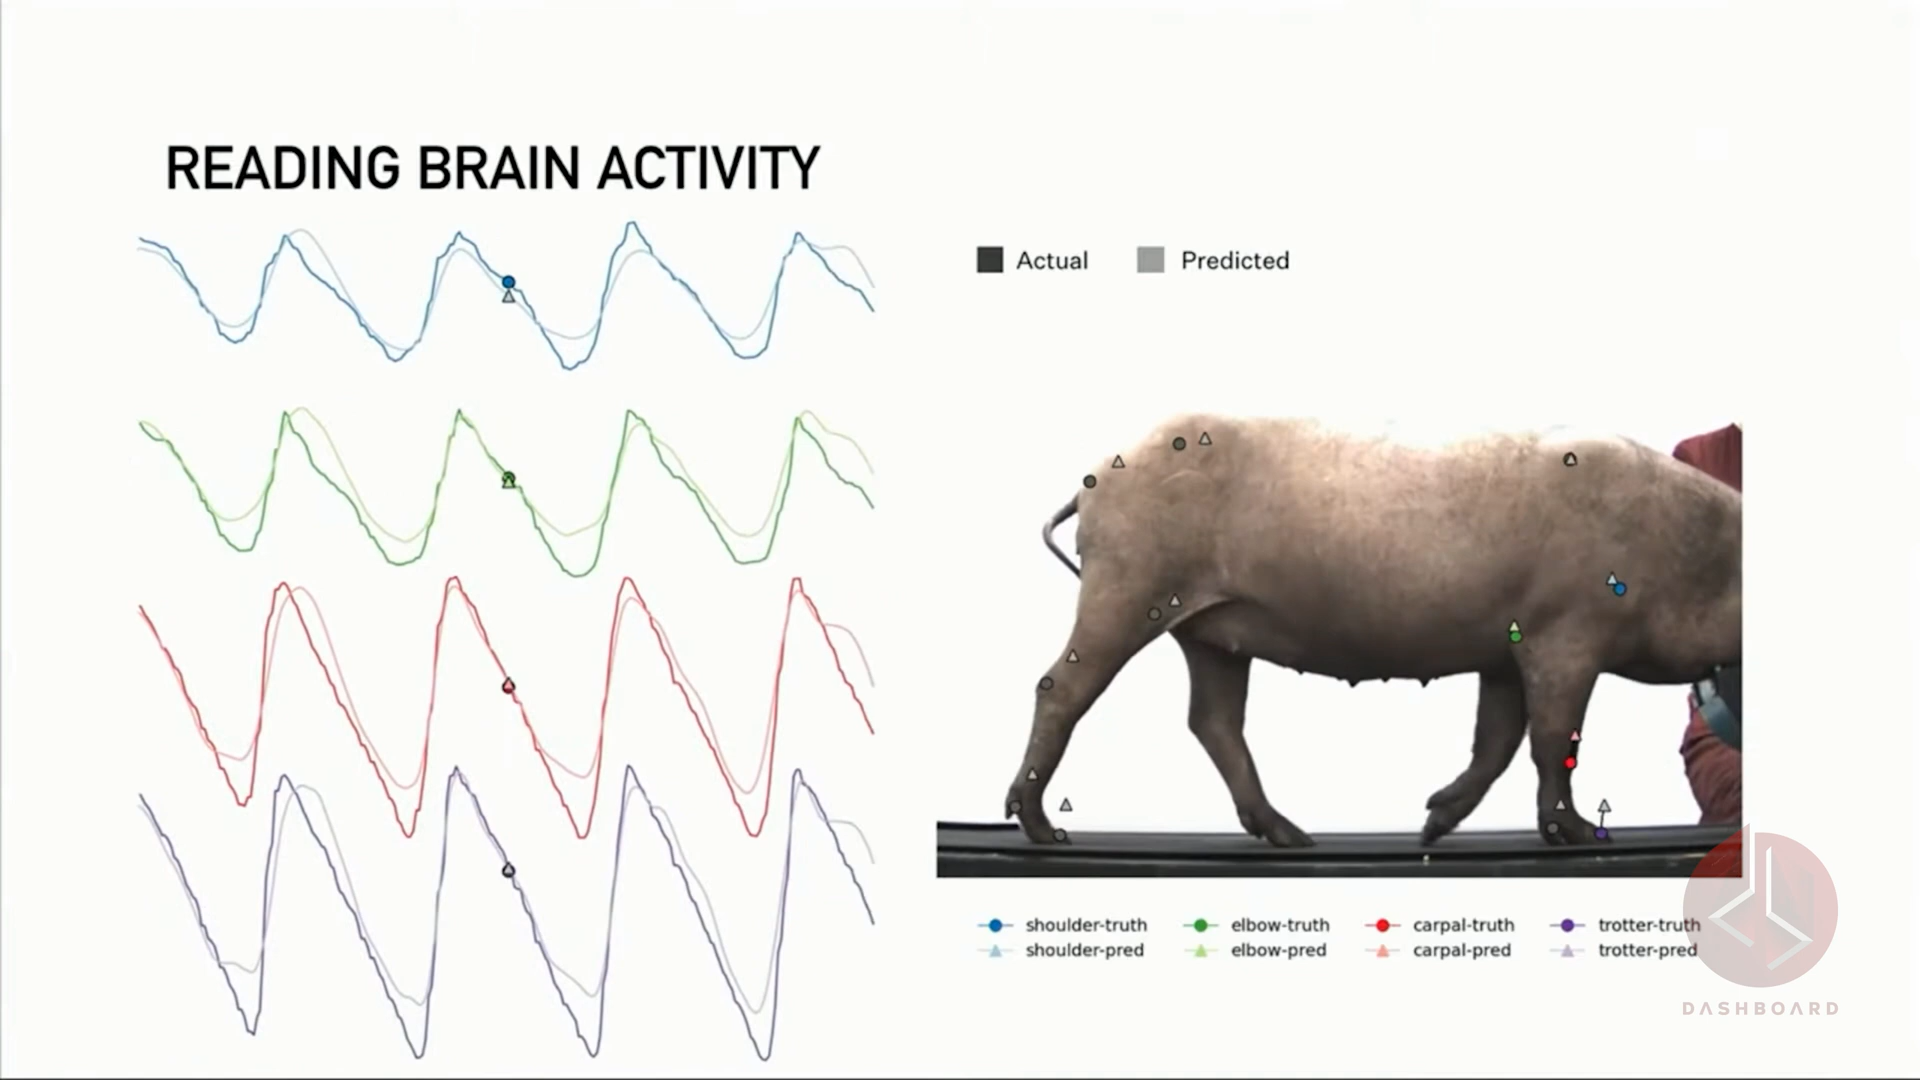 READING BRAIN ACTIVITY
Actual Predicted
shoulder-truth elbow-truth carpal-truth trotter-truth
shoulder-pred elbow-pred carpal-pred trotter-pred
DASHBOARD